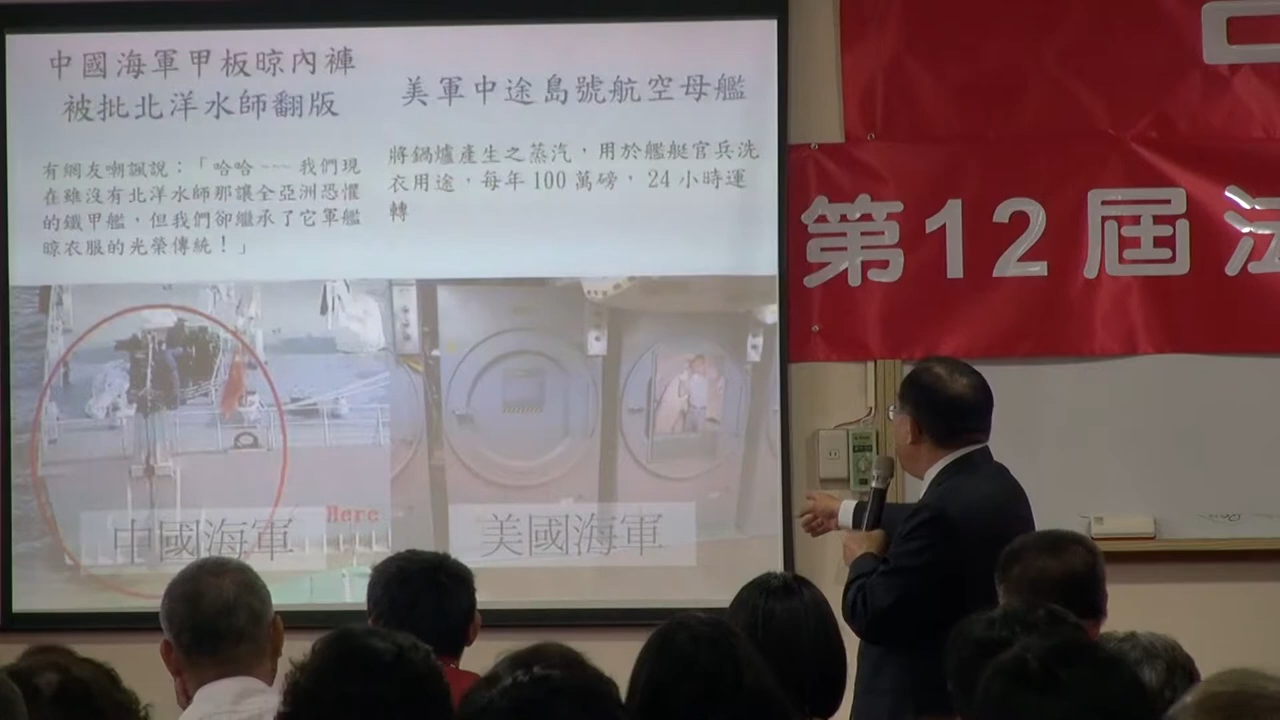 中國海軍甲板晾內褲
被批北洋水師翻版
有網友嘲諷說：「哈哈~~~我們現
在雖沒有北洋水師那讓全亞洲恐懼
的鐵甲艦，但我們卻繼承了它軍艦
晾衣服的光榮傳統！」
美軍中途島號航空母艦
將鍋爐產生之蒸汽，用於艦艇官兵洗
衣用途，每年100萬磅，24小時運
轉
Here
中國海軍
美國海軍
第12屆